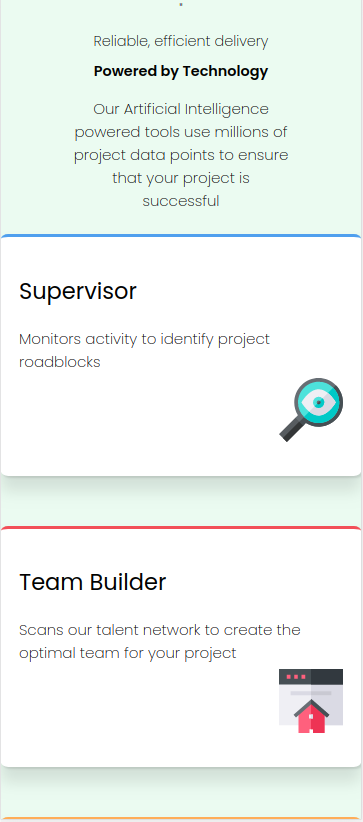 Reliable, efficient delivery
Powered by Technology
Our Artificial Intelligence
powered tools use millions of
project data points to ensure
that your project is
successful
Supervisor
Monitors activity to identify project
roadblocks
Team Builder
Scans our talent network to create the
optimal team for your project